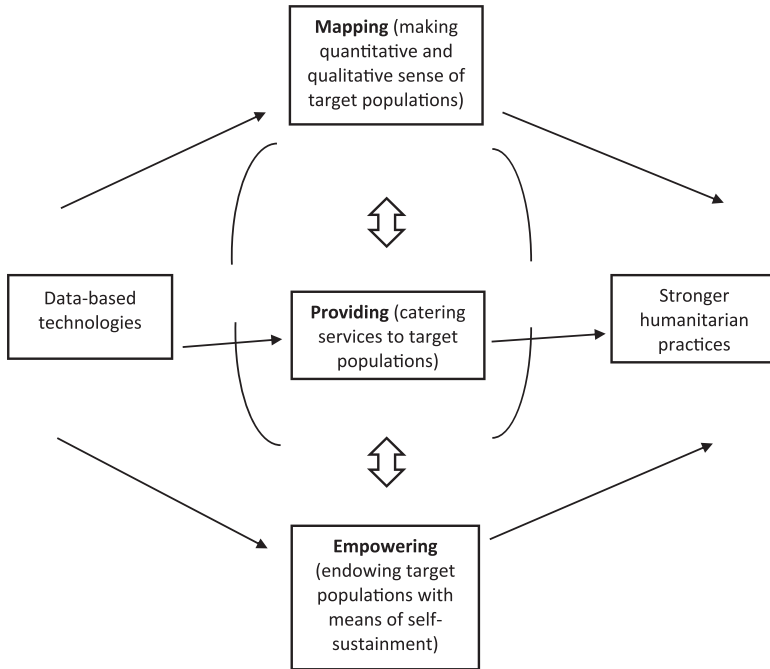 Mapping (making
quantitative and
qualitative sense of
target populations)
Data-based
technologies
Providing (catering
services to target
populations)
Stronger
humanitarian
practices
Empowering
(endowing target
populations with
means of self-
sustainment)